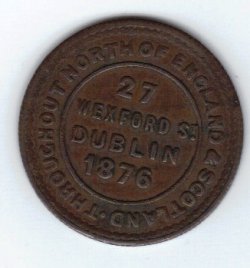 THROUGHOUT NORTH OF ENGLAND & SCOTLAND •
27
WEXFORD St.
DUBLIN
1876